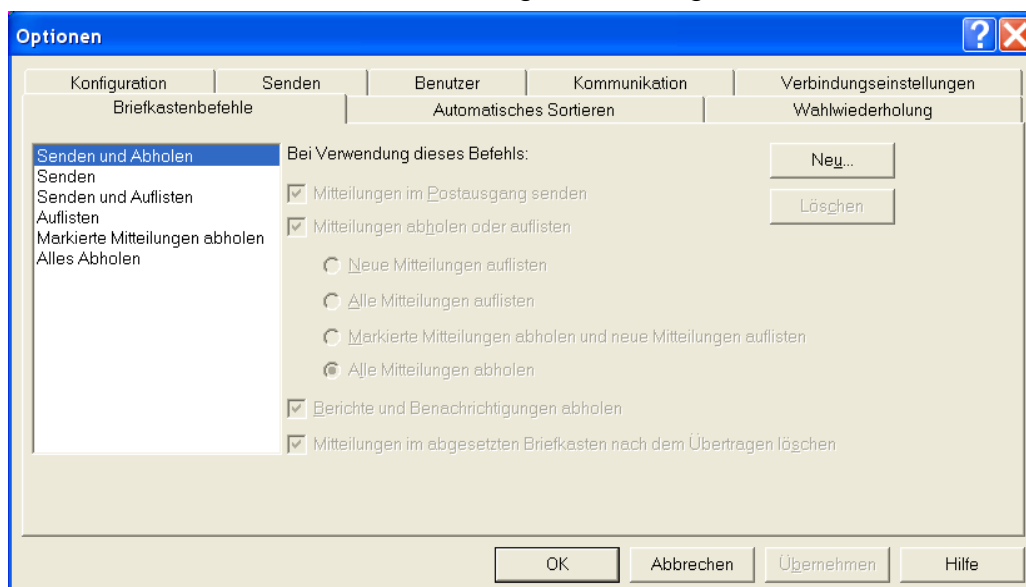 Optionen
Konfiguration Senden Benutzer Kommunikation Verbindungseinstellungen
Briefkastenbefehle Automatisches Sortieren Wahlwiederholung
Senden und Abholen
Senden
Senden und Auflisten
Auflisten
Markierte Mitteilungen abholen
Alles Abholen
Bei Verwendung dieses Befehls:
Mitteilungen im Postausgang senden
Mitteilungen abholen oder auflisten
Neue Mitteilungen auflisten
Alle Mitteilungen auflisten
Markierte Mitteilungen abholen und neue Mitteilungen auflisten
Alle Mitteilungen abholen
Berichte und Benachrichtigungen abholen
Mitteilungen im abgesetzten Briefkasten nach dem Übertragen löschen
Neu...
Löschen
OK Abbrechen Übernehmen Hilfe